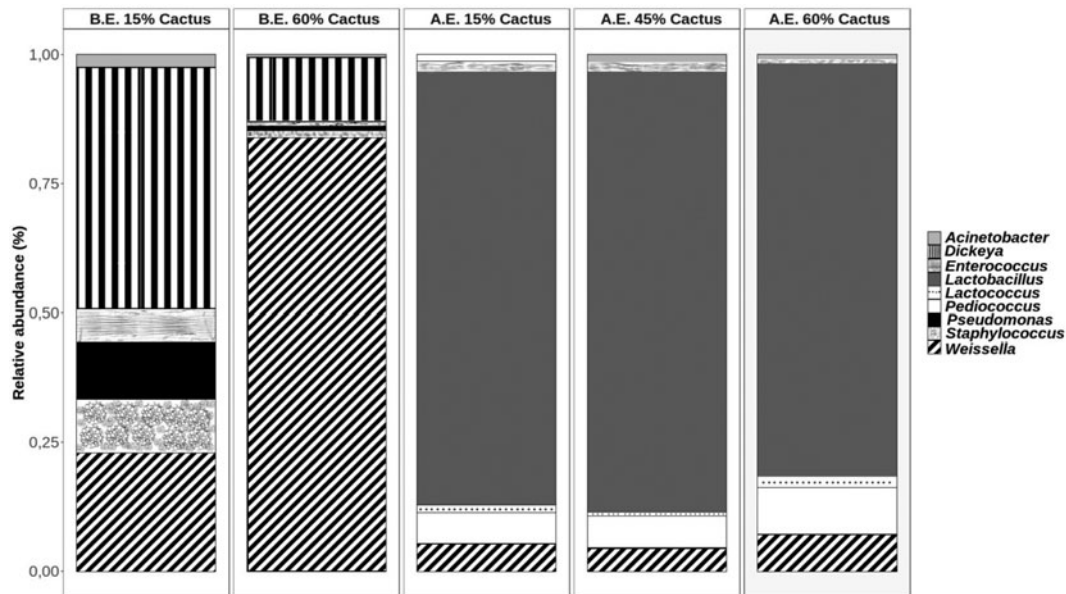 B.E. 15% Cactus
B.E. 60% Cactus
A.E. 15% Cactus
A.E. 45% Cactus
A.E. 60% Cactus
Relative abundance (%)
1,00
0,75
0,50
0,25
0,00
Acinetobacter
Dickeya
Enterococcus
Lactobacillus
Lactococcus
Pediococcus
Pseudomonas
Staphylococcus
Weissella